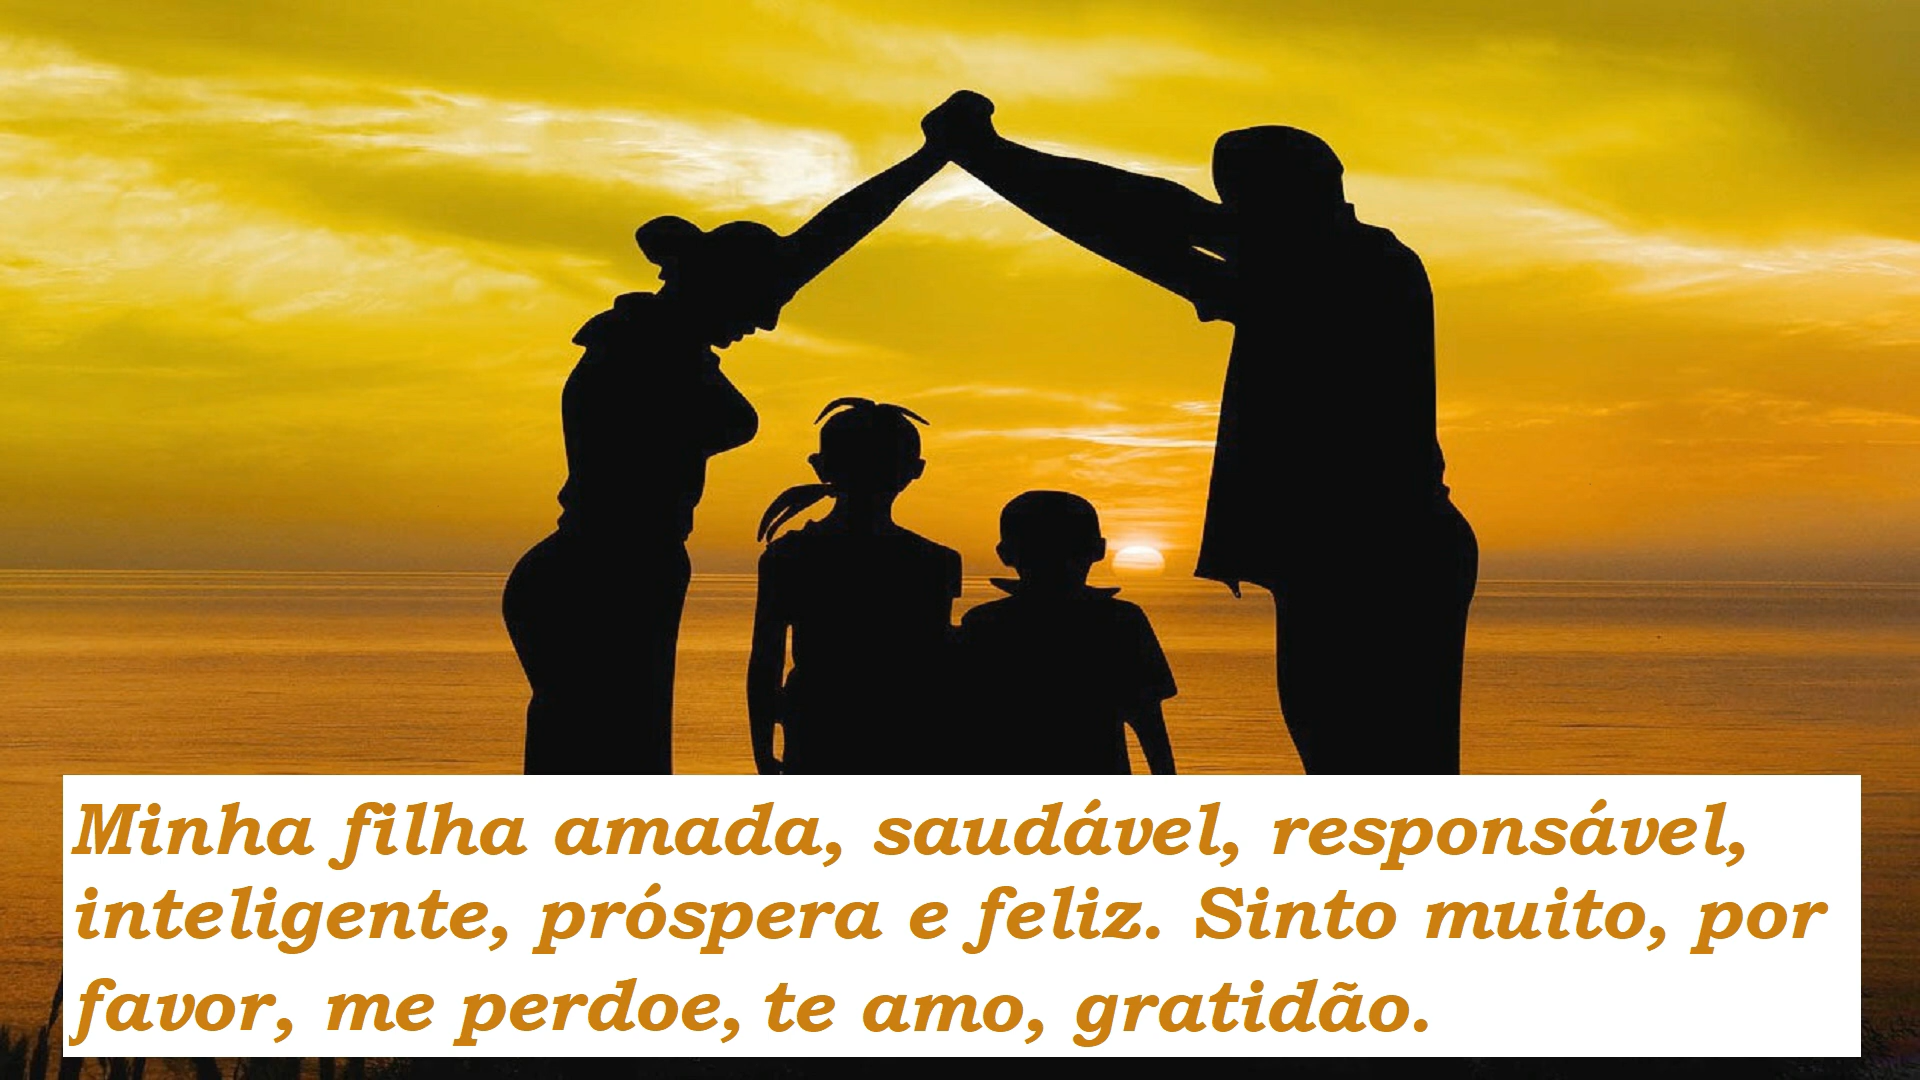 Minha filha amada, saudável, responsável,
inteligente, próspera e feliz. Sinto muito, por
favor, me perdoe, te amo, gratidão.